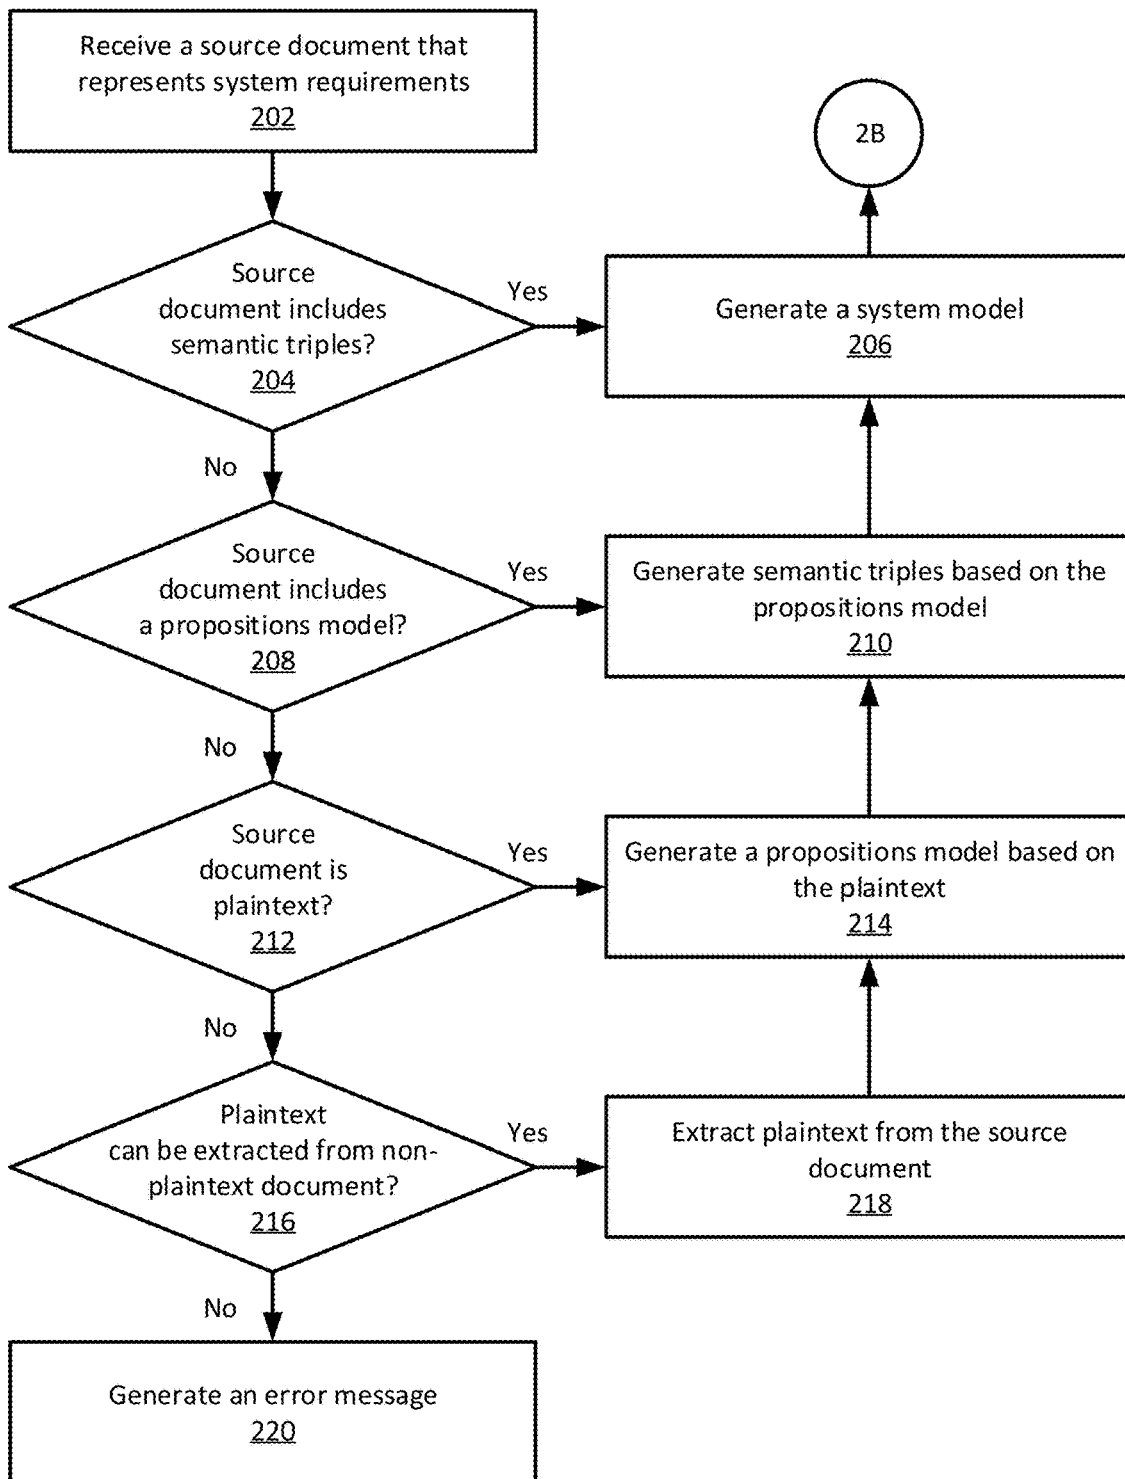 Receive a source document that
represents system requirements
202
2B
Source
document includes
semantic triples?
204
Yes
Generate a system model
206
No
Source
document includes
a propositions model?
208
Yes
Generate semantic triples based on the
propositions model
210
No
Source
document is
plaintext?
212
Yes
Generate a propositions model based on
the plaintext
214
No
Plaintext
can be extracted from non-
plaintext document?
216
Yes
Extract plaintext from the source
document
218
No
Generate an error message
220